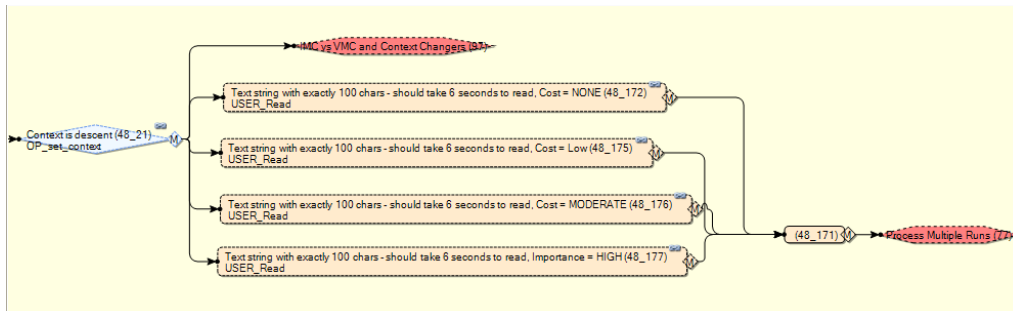 IMC vs VMC and Context Changers (97)
Text string with exactly 100 chars - should take 6 seconds to read, Cost = NONE (48_172)
USER_Read
Context is descent (48_21)
OP_set_context
M
M
Text string with exactly 100 chars - should take 6 seconds to read, Cost = Low (48_175)
USER_Read
M
Text string with exactly 100 chars - should take 6 seconds to read, Cost = MODERATE (48_176)
USER_Read
M
(48_171)
M
Process Multiple Runs (77)
Text string with exactly 100 chars - should take 6 seconds to read, Importance = HIGH (48_177)
USER_Read
M